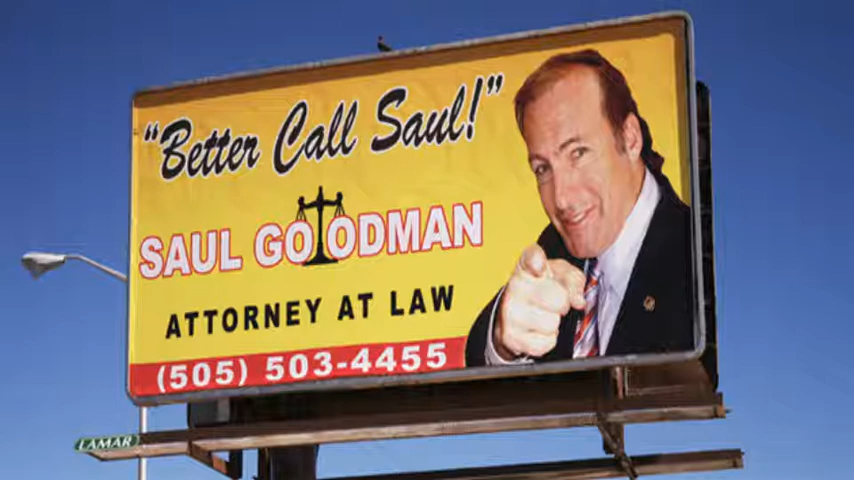 "Better Call Saul!"
SAUL GOODMAN
ATTORNEY AT LAW
(505) 503-4455
LAMAR